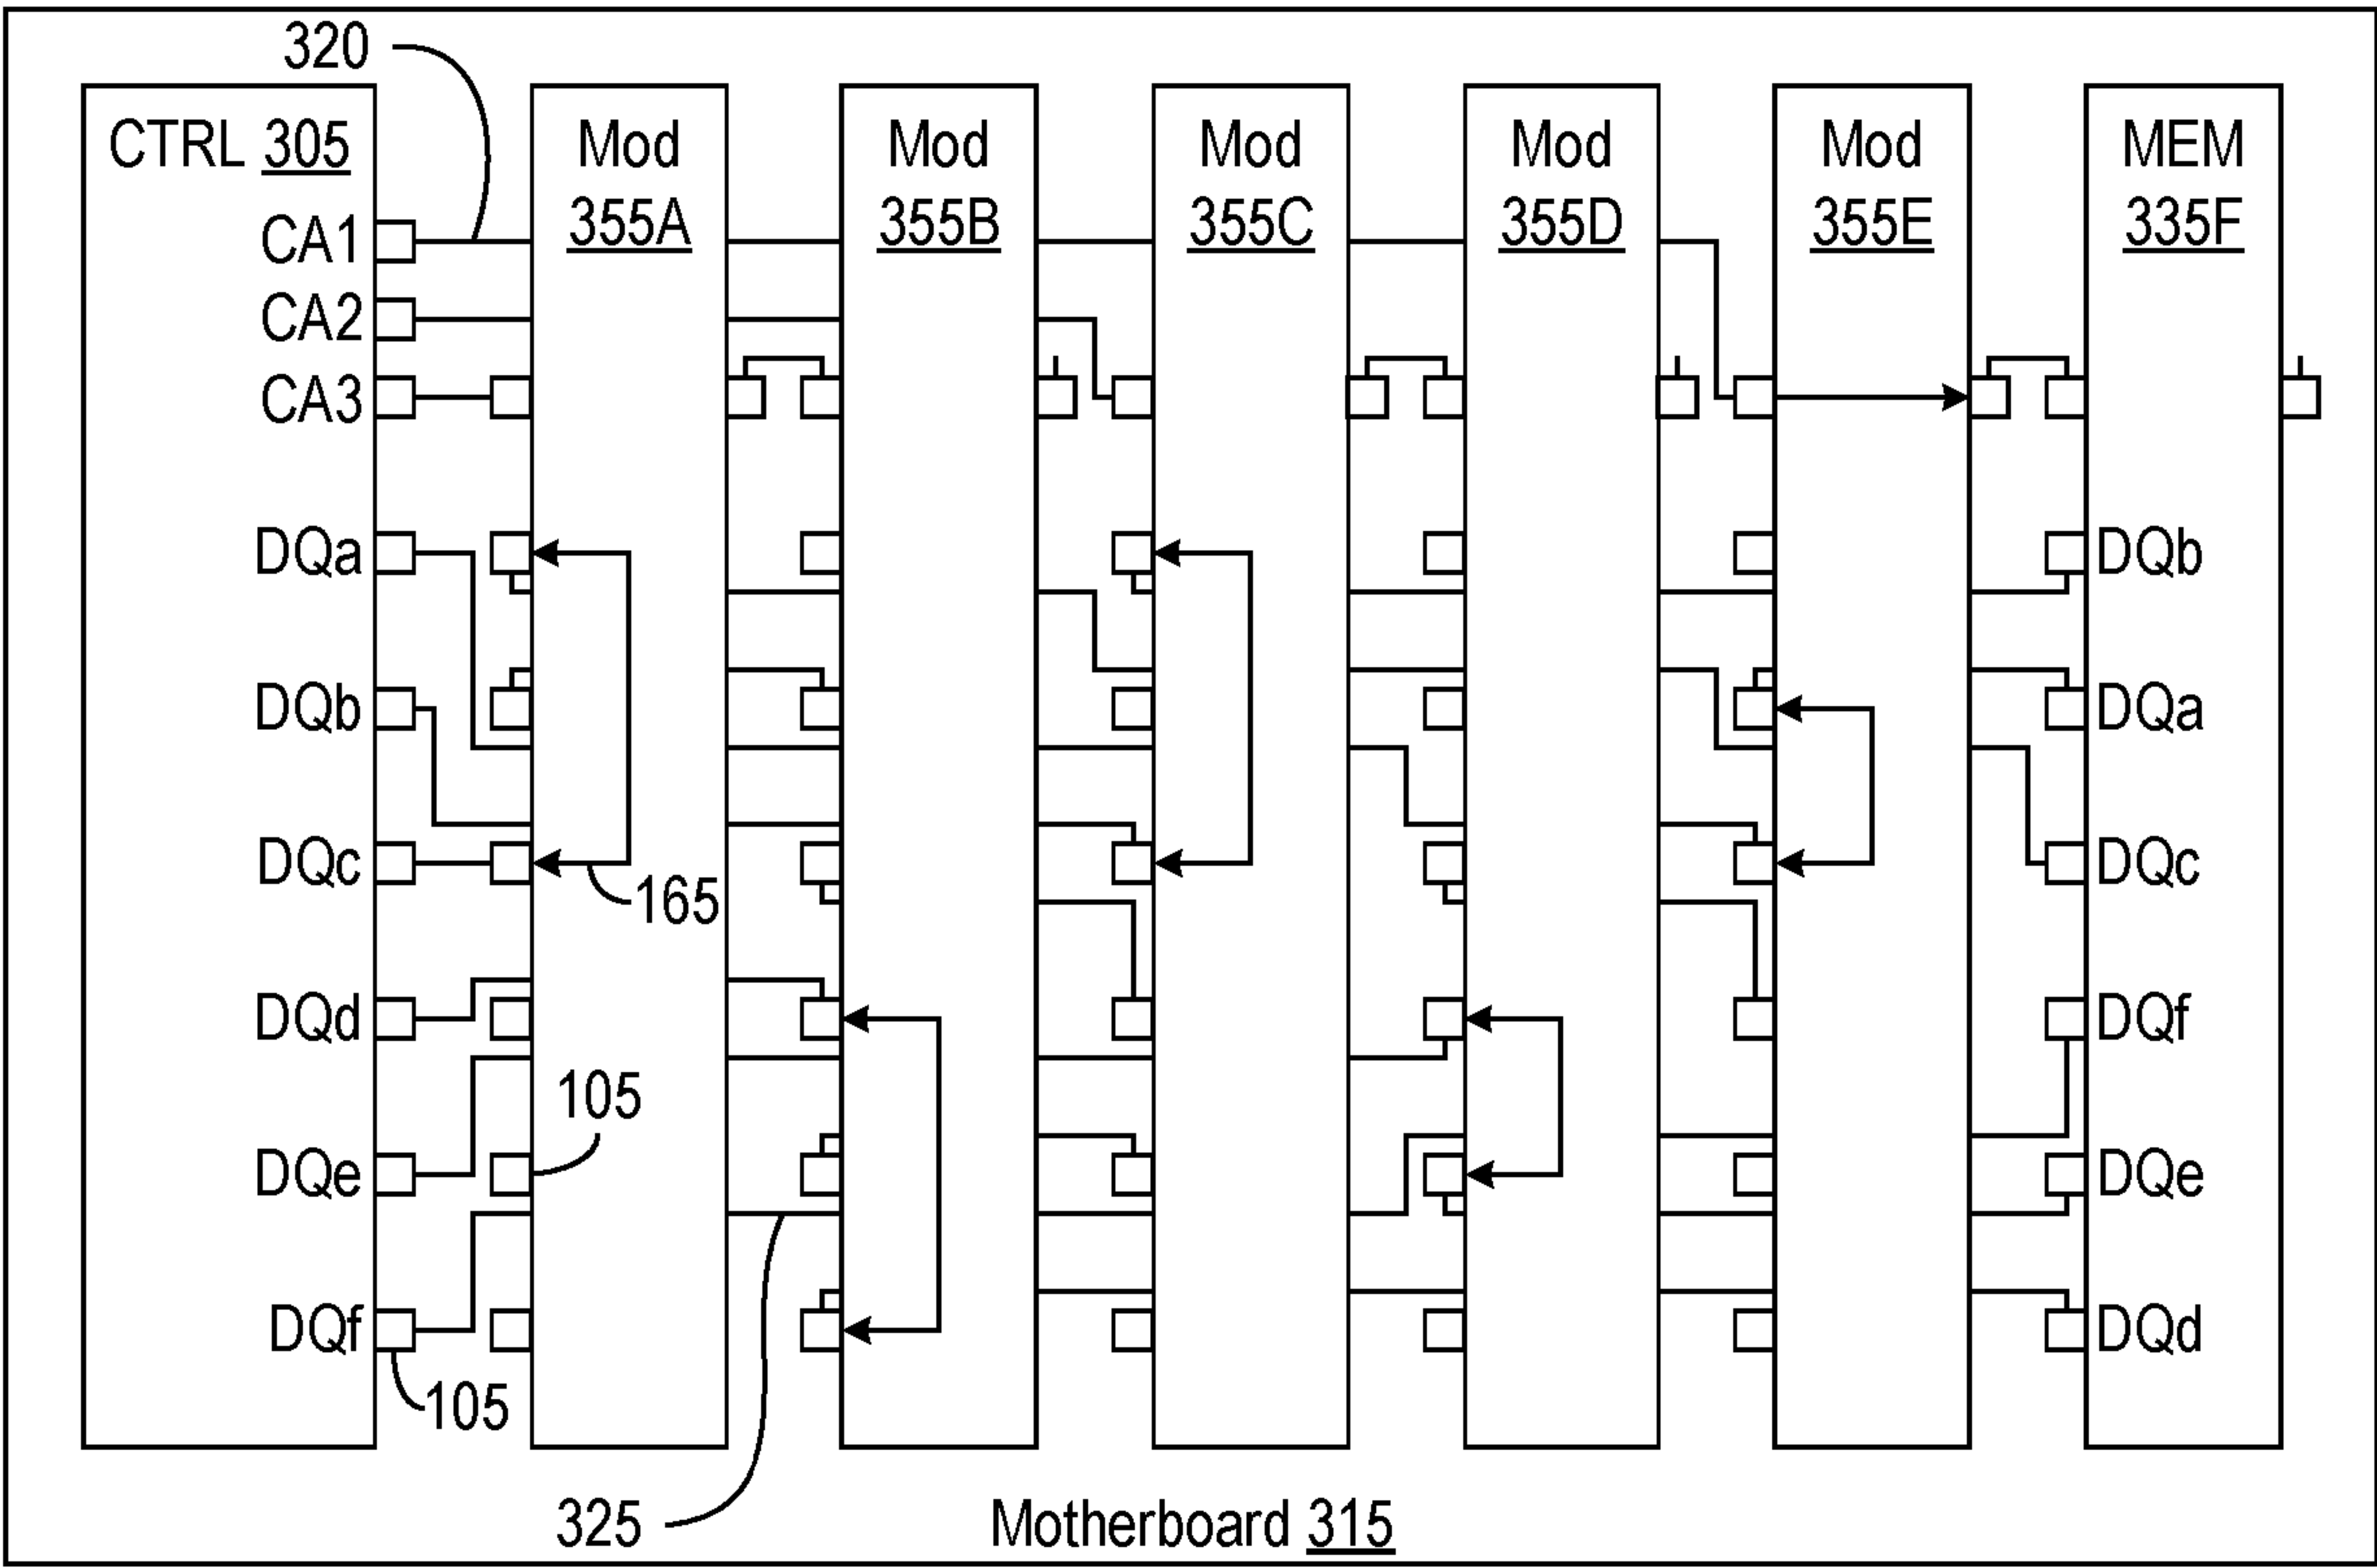 320
CTRL 305
Mod
355A
Mod
355B
Mod
355C
Mod
355D
Mod
355E
MEM
335F
CA1
CA2
CA3
DQa
DQb
DQb
DQa
DQc
165
DQc
DQd
DQf
105
DQe
DQe
DQf
DQd
105
325
Motherboard 315